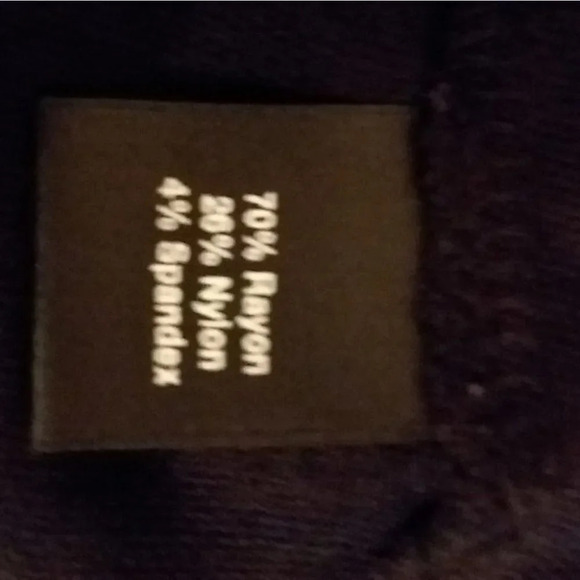 70% Rayon
26% Nylon
4% Spandex